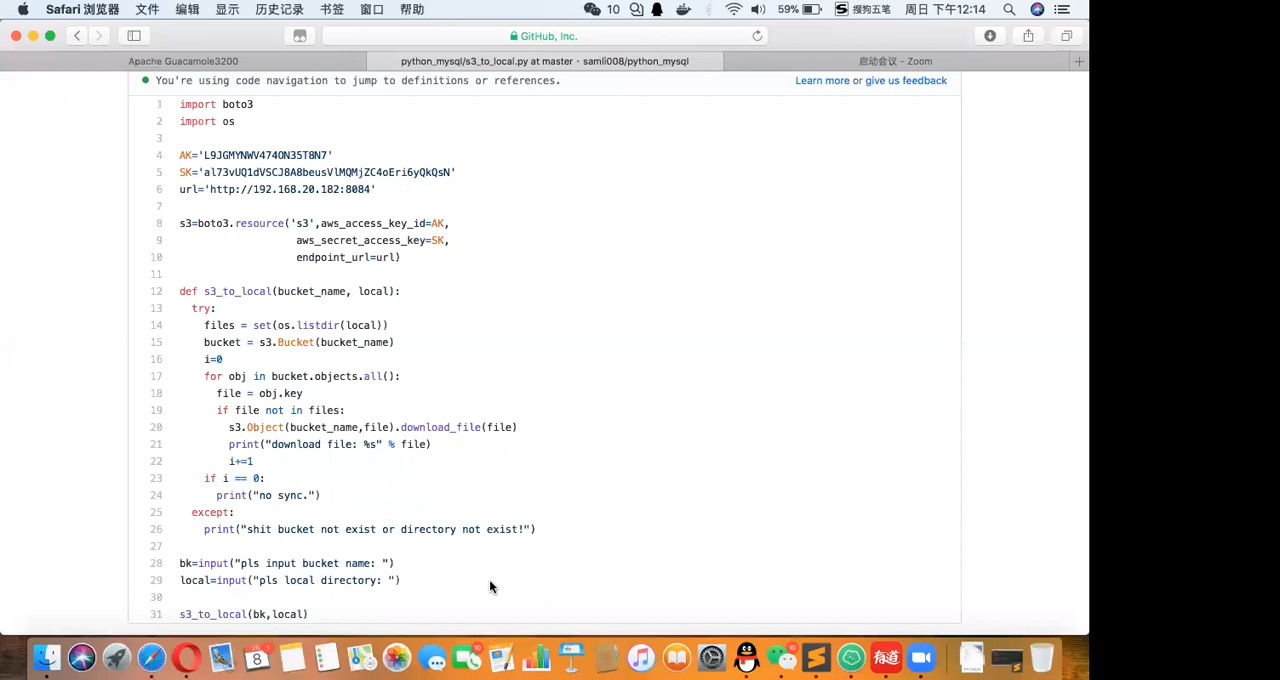 Safari 浏览器 文件 编辑 显示 历史记录 书签 窗口 帮助 10 59% 搜狗五笔 周日 下午12:14
GitHub, Inc.
Apache Guacamole3200 python_mysql/s3_to_local.py at master · samli008/python_mysql 启动会议 - Zoom
You're using code navigation to jump to definitions or references. Learn more or give us feedback
1 import boto3
2 import os
3
4 AK='L9JGMYNWV474ON35T8N7'
5 SK='al73vUQ1dVSCJ8A8beusVlMQMjZC4oEri6yQkQsN'
6 url='http://192.168.20.182:8084'
7
8 s3=boto3.resource('s3',aws_access_key_id=AK,
9 aws_secret_access_key=SK,
10 endpoint_url=url)
11
12 def s3_to_local(bucket_name, local):
13 try:
14 files = set(os.listdir(local))
15 bucket = s3.Bucket(bucket_name)
16 i=0
17 for obj in bucket.objects.all():
18 file = obj.key
19 if file not in files:
20 s3.Object(bucket_name,file).download_file(file)
21 print("download file: %s" % file)
22 i+=1
23 if i == 0:
24 print("no sync.")
25 except:
26 print("shit bucket not exist or directory not exist!")
27
28 bk=input("pls input bucket name: ")
29 local=input("pls local directory: ")
30
31 s3_to_local(bk,local)
8
有道